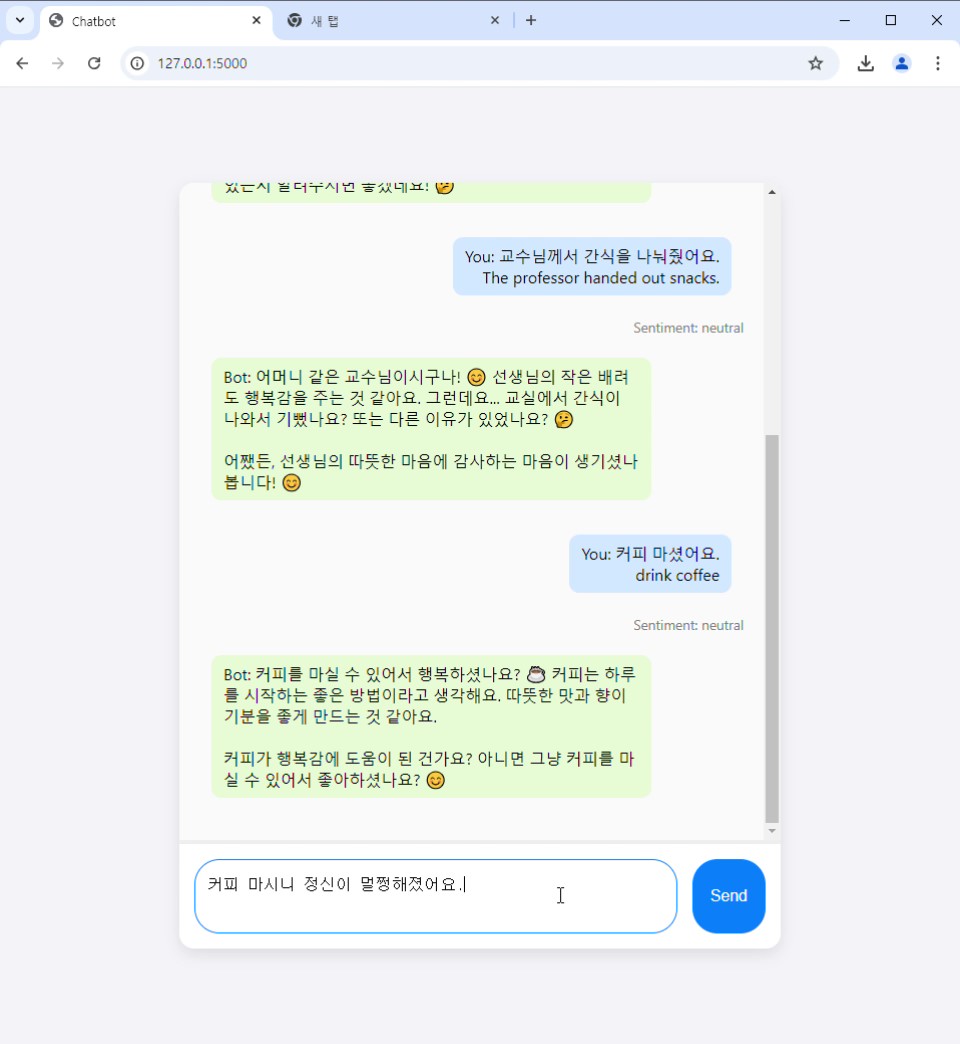 Chatbot
새 탭
127.0.0.1:5000
You: 교수님께서 간식을 나눠줬어요.
The professor handed out snacks.
Sentiment: neutral
Bot: 어머니 같은 교수님이시구나! 😊 선생님의 작은 배려
도 행복감을 주는 것 같아요. 그런데요... 교실에서 간식이
나와서 기뻤나요? 또는 다른 이유가 있었나요? 🤔
어쨌든, 선생님의 따뜻한 마음에 감사하는 마음이 생기셨나
봅니다! 😊
You: 커피 마셨어요.
drink coffee
Sentiment: neutral
Bot: 커피를 마실 수 있어서 행복하셨나요? ☕ 커피는 하루
를 시작하는 좋은 방법이라고 생각해요. 따뜻한 맛과 향이
기분을 좋게 만드는 것 같아요.
커피가 행복감에 도움이 된 건가요? 아니면 그냥 커피를 마
실 수 있어서 좋아하셨나요? 😊
커피 마시니 정신이 멀쩡해졌어요.
Send